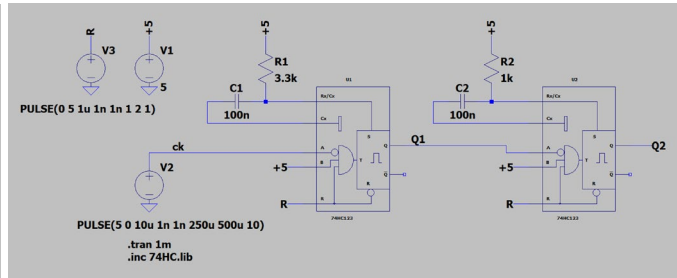 R
V3
PULSE(0 5 1u 1n 1n 1 2 1)
+5
V1
5
+5
R1
3.3k
C1
100n
U1
Rx/Cx
Cx
ck
A
B
+5
S
T
Q
Q
R
R
R
74HC123
Q1
V2
PULSE(5 0 10u 1n 1n 250u 500u 10)
.tran 1m
.inc 74HC.lib
+5
R2
1k
C2
100n
U2
Rx/Cx
Cx
A
B
+5
S
T
Q
Q
R
R
R
74HC123
Q2